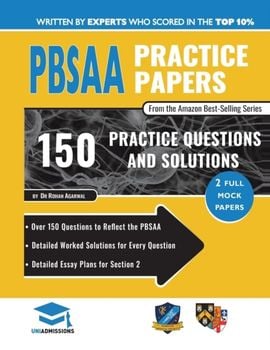 WRITTEN BY EXPERTS WHO SCORED IN THE TOP 10%
PBSAA
PRACTICE
PAPERS
From the Amazon Best-Selling Series
150
PRACTICE QUESTIONS
AND SOLUTIONS
by DR ROHAN AGARWAL
2 FULL
MOCK
PAPERS
• Over 150 Questions to Reflect the PBSAA
• Detailed Worked Solutions for Every Question
• Detailed Essay Plans for Section 2
UNIADMISSIONS